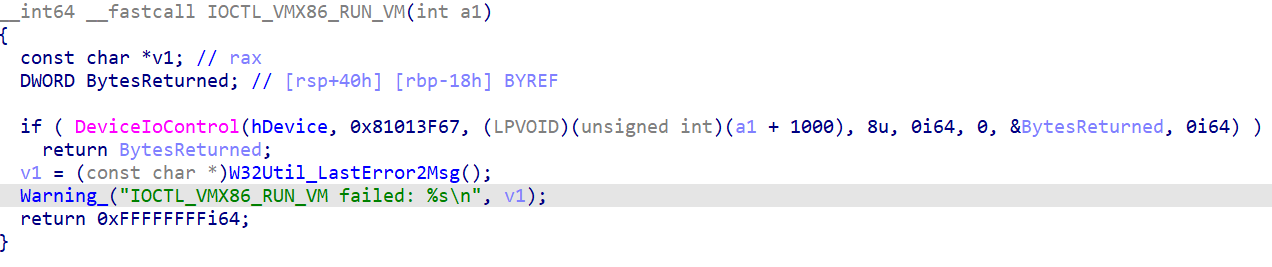 __int64 __fastcall IOCTL_VMX86_RUN_VM(int a1)
{
  const char *v1; // rax
  DWORD BytesReturned; // [rsp+40h] [rbp-18h] BYREF

  if ( DeviceIoControl(hDevice, 0x81013F67, (LPVOID)(unsigned int)(a1 + 1000), 8u, 0i64, 0, &BytesReturned, 0i64) )
    return BytesReturned;
  v1 = (const char *)W32Util_LastError2Msg();
  Warning_("IOCTL_VMX86_RUN_VM failed: %s\n", v1);
  return 0xFFFFFFFFi64;
}